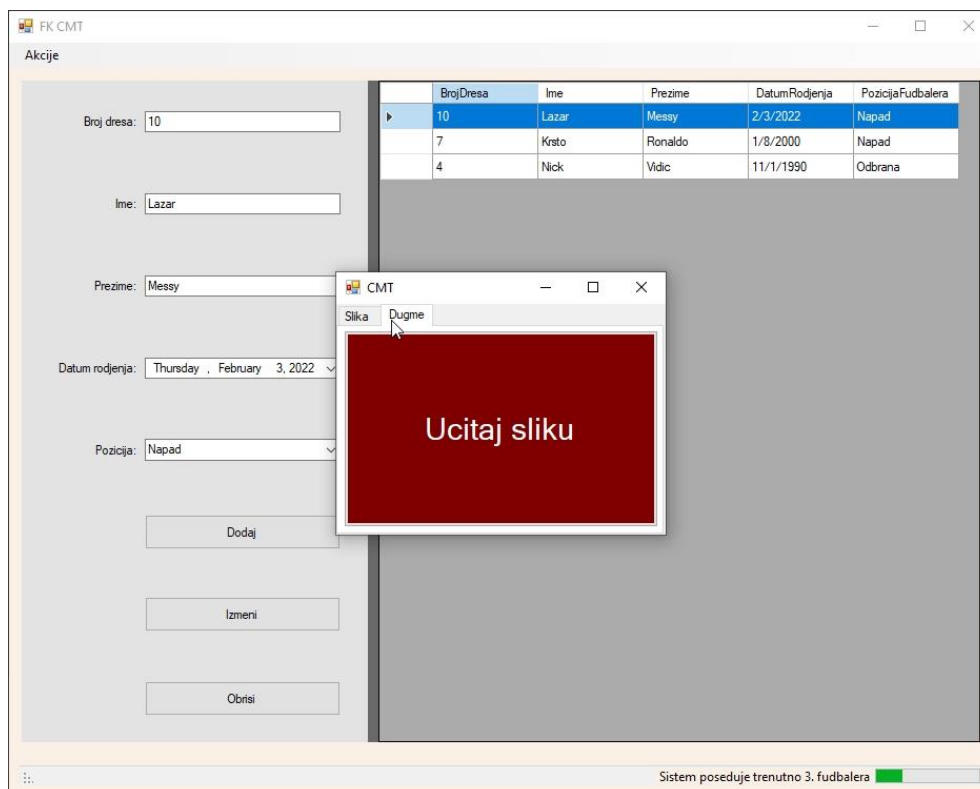 FK CMT
Akcije
Broj dresa: 10
Ime: Lazar
Prezime: Messy
Datum rodjenja: Thursday , February 3, 2022
Pozicija: Napad
Dodaj
Izmeni
Obrisi
BrojDresa Ime Prezime DatumRodjenja PozicijaFudbalera
10 Lazar Messy 2/3/2022 Napad
7 Krsto Ronaldo 1/8/2000 Napad
4 Nick Vidic 11/1/1990 Odbrana
CMT
Slika Dugme
Ucitaj sliku
Sistem poseduje trenutno 3. fudbalera